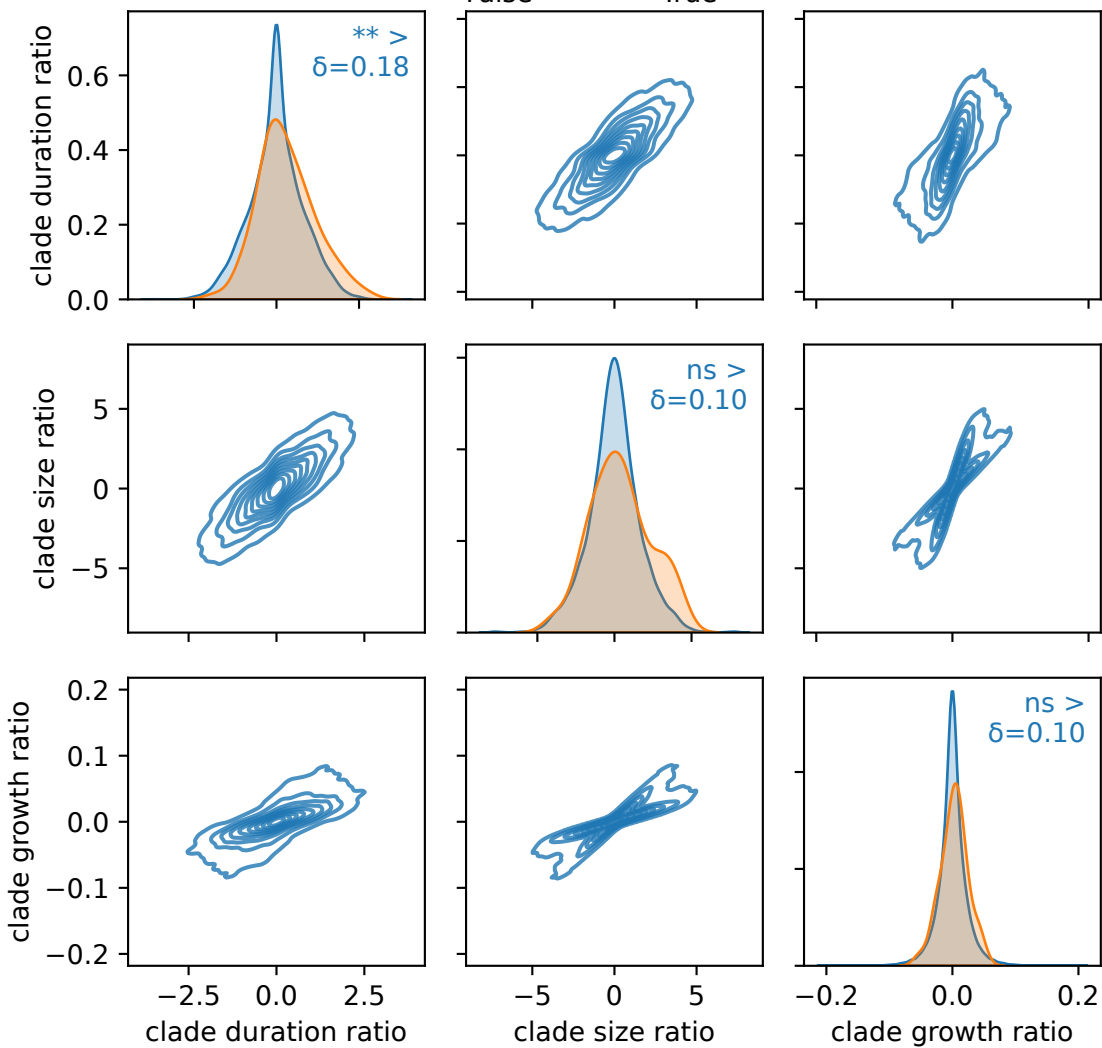 ** >
δ=0.18
clade duration ratio
0.6
0.4
0.2
0.0
ns >
δ=0.10
clade size ratio
5
0
−5
ns >
δ=0.10
clade growth ratio
0.2
0.1
0.0
−0.1
−0.2
−2.5 0.0 2.5
−5 0 5
−0.2 0.0 0.2
clade duration ratio
clade size ratio
clade growth ratio